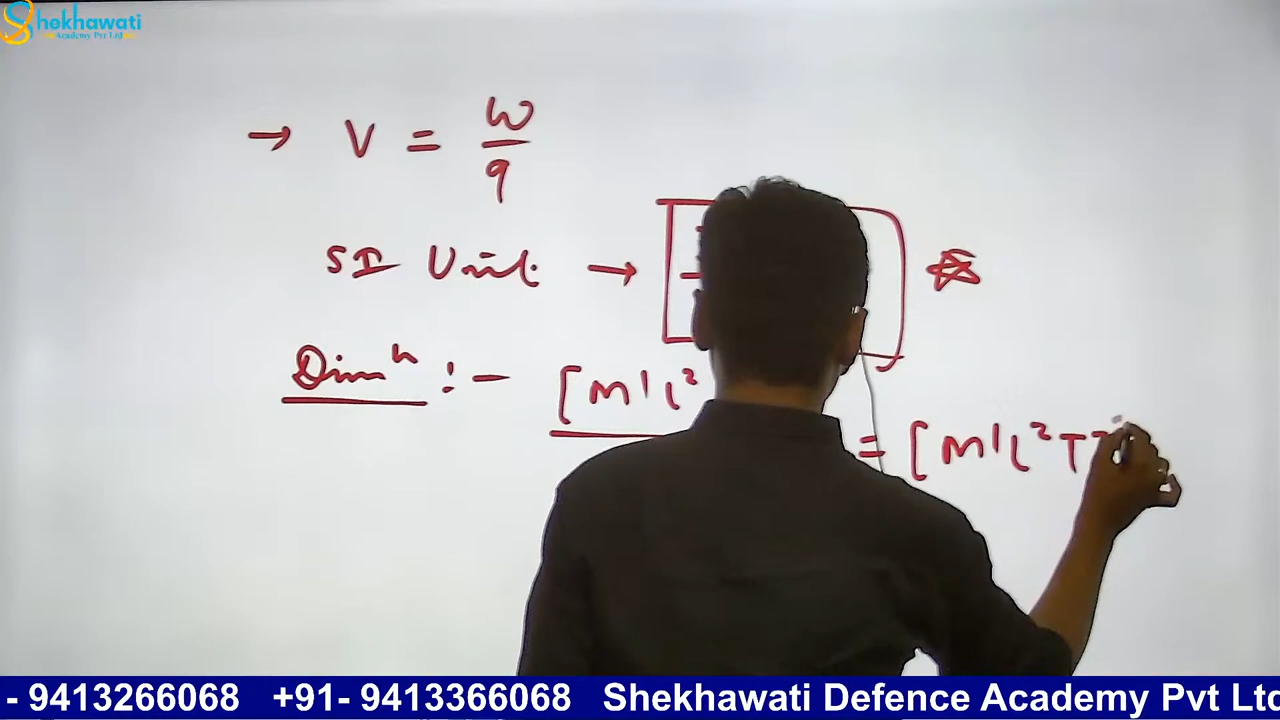 Shekhawati
Academy Pvt Ltd
→ V = W
q
SI Unit →
Dimⁿ :- [M¹L²
= [M¹L²T
- 9413266068 +91- 9413366068 Shekhawati Defence Academy Pvt Ltd